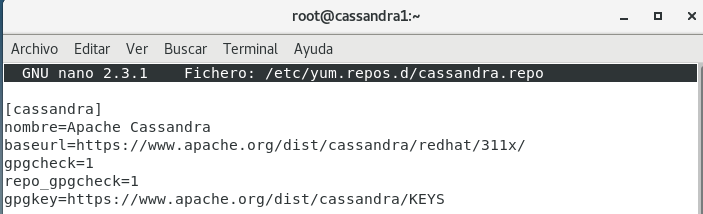 root@cassandra1:~
Archivo Editar Ver Buscar Terminal Ayuda
GNU nano 2.3.1 Fichero: /etc/yum.repos.d/cassandra.repo
[cassandra]
nombre=Apache Cassandra
baseurl=https://www.apache.org/dist/cassandra/redhat/311x/
gpgcheck=1
repo_gpgcheck=1
gpgkey=https://www.apache.org/dist/cassandra/KEYS